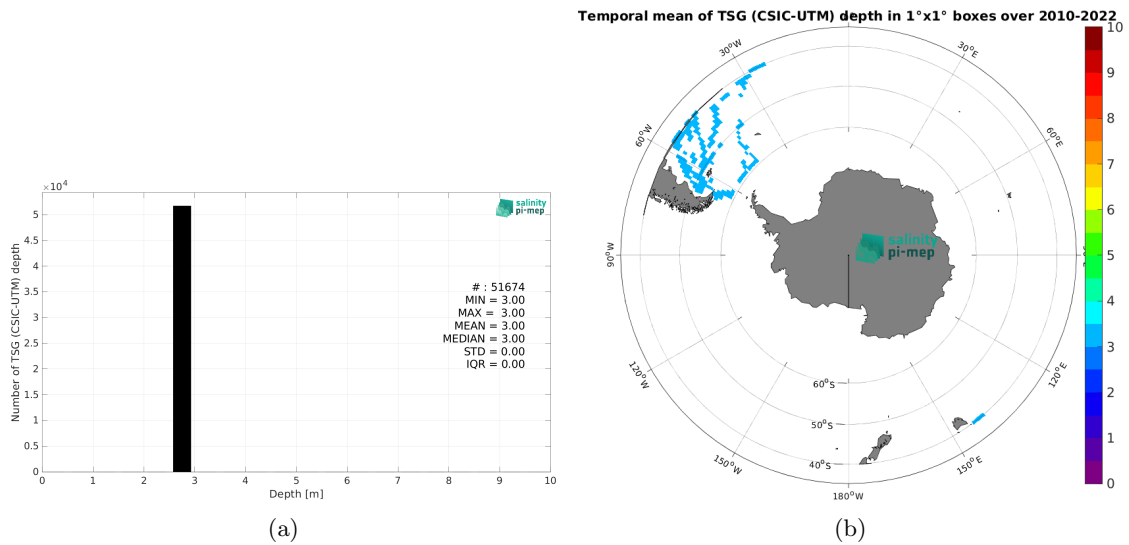 ×10⁴
5
4.5
4
3.5
3
2.5
2
1.5
1
0.5
0
Number of TSG (CSIC-UTM) depth
salinity
pi-mep
# : 51674
MIN = 3.00
MAX = 3.00
MEAN = 3.00
MEDIAN = 3.00
STD = 0.00
IQR = 0.00
0 1 2 3 4 5 6 7 8 9 10
Depth [m]
(a)
Temporal mean of TSG (CSIC-UTM) depth in 1°x1° boxes over 2010-2022
30°W
30°E
60°W
60°E
90°W
120°W
120°E
150°W
150°E
180°W
60°S
50°S
40°S
salinity
pi-mep
10
9
8
7
6
5
4
3
2
1
0
(b)